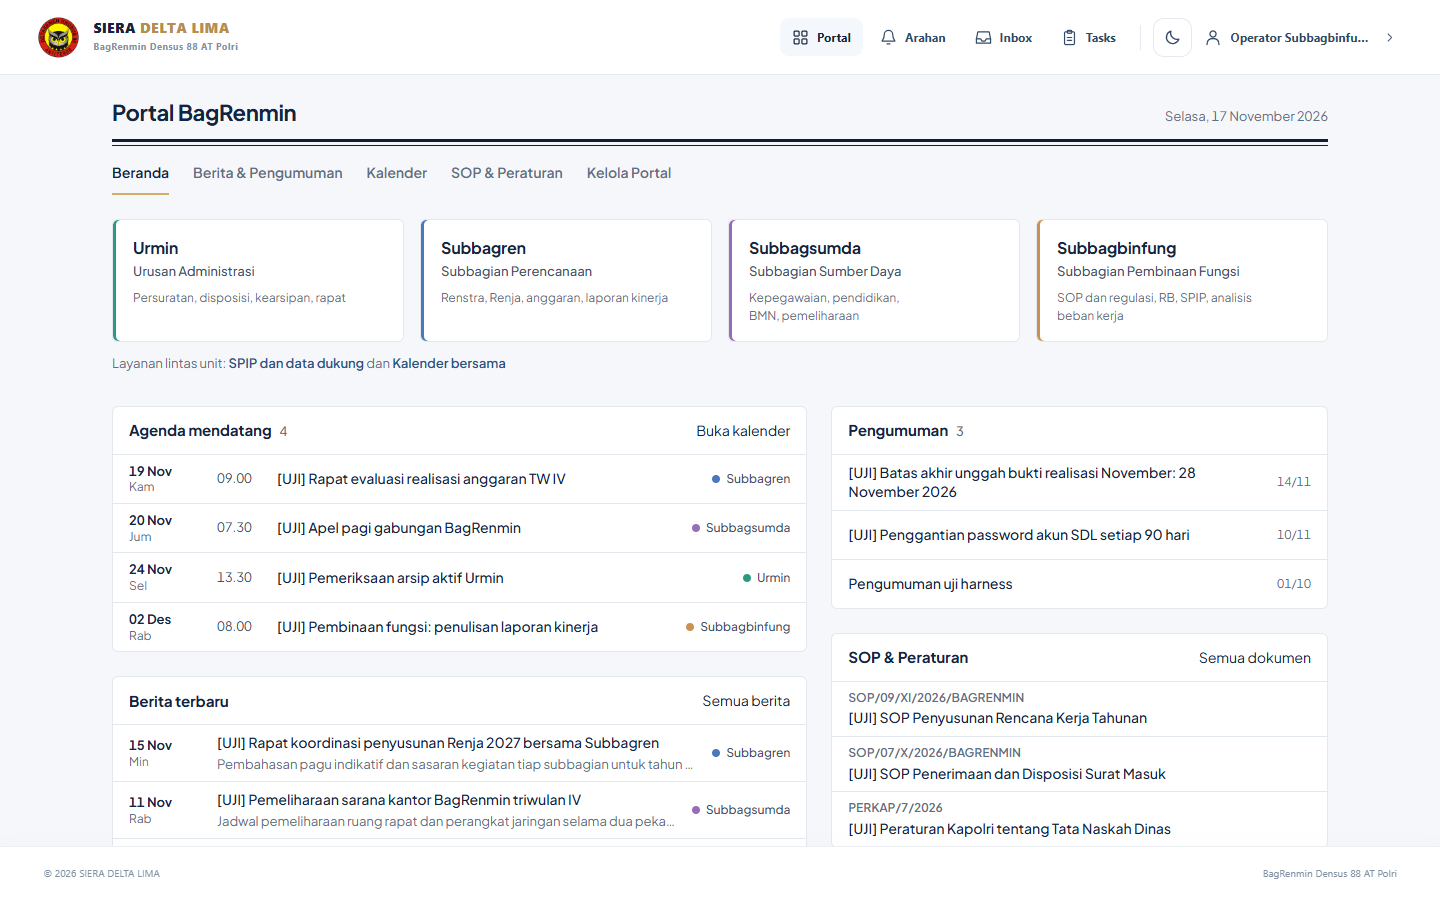 SIERA DELTA LIMA
BagRenmin Densus 88 AT Polri
Portal
Arahan
Inbox
Tasks
Operator Subbagbinfu...
Portal BagRenmin
Selasa, 17 November 2026
Beranda
Berita & Pengumuman
Kalender
SOP & Peraturan
Kelola Portal
Urmin
Urusan Administrasi
Persuratan, disposisi, kearsipan, rapat
Subbagren
Subbagian Perencanaan
Renstra, Renja, anggaran, laporan kinerja
Subbagsumda
Subbagian Sumber Daya
Kepegawaian, pendidikan,
BMN, pemeliharaan
Subbagbinfung
Subbagian Pembinaan Fungsi
SOP dan regulasi, RB, SPIP, analisis
beban kerja
Layanan lintas unit: SPIP dan data dukung dan Kalender bersama
Agenda mendatang 4
Buka kalender
19 Nov
Kam
09.00
[UJI] Rapat evaluasi realisasi anggaran TW IV
Subbagren
20 Nov
Jum
07.30
[UJI] Apel pagi gabungan BagRenmin
Subbagsumda
24 Nov
Sel
13.30
[UJI] Pemeriksaan arsip aktif Urmin
Urmin
02 Des
Rab
08.00
[UJI] Pembinaan fungsi: penulisan laporan kinerja
Subbagbinfung
Berita terbaru
Semua berita
15 Nov
Min
[UJI] Rapat koordinasi penyusunan Renja 2027 bersama Subbagren
Pembahasan pagu indikatif dan sasaran kegiatan tiap subbagian untuk tahun ...
Subbagren
11 Nov
Rab
[UJI] Pemeliharaan sarana kantor BagRenmin triwulan IV
Jadwal pemeliharaan ruang rapat dan perangkat jaringan selama dua peka...
Subbagsumda
Pengumuman 3
[UJI] Batas akhir unggah bukti realisasi November: 28
November 2026
14/11
[UJI] Penggantian password akun SDL setiap 90 hari
10/11
Pengumuman uji harness
01/10
SOP & Peraturan
Semua dokumen
SOP/09/XI/2026/BAGRENMIN
[UJI] SOP Penyusunan Rencana Kerja Tahunan
SOP/07/X/2026/BAGRENMIN
[UJI] SOP Penerimaan dan Disposisi Surat Masuk
PERKAP/7/2026
[UJI] Peraturan Kapolri tentang Tata Naskah Dinas
© 2026 SIERA DELTA LIMA
BagRenmin Densus 88 AT Polri